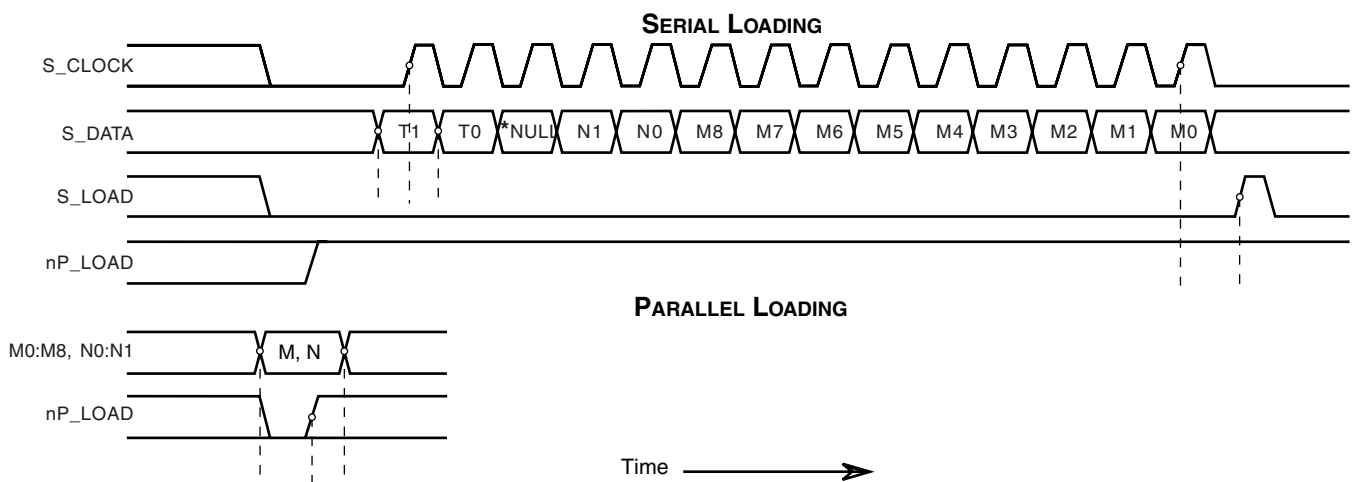 SERIAL LOADING
S_CLOCK
S_DATA T1 T0 *NULL N1 N0 M8 M7 M6 M5 M4 M3 M2 M1 M0
S_LOAD
nP_LOAD
PARALLEL LOADING
M0:M8, N0:N1 M, N
nP_LOAD
Time